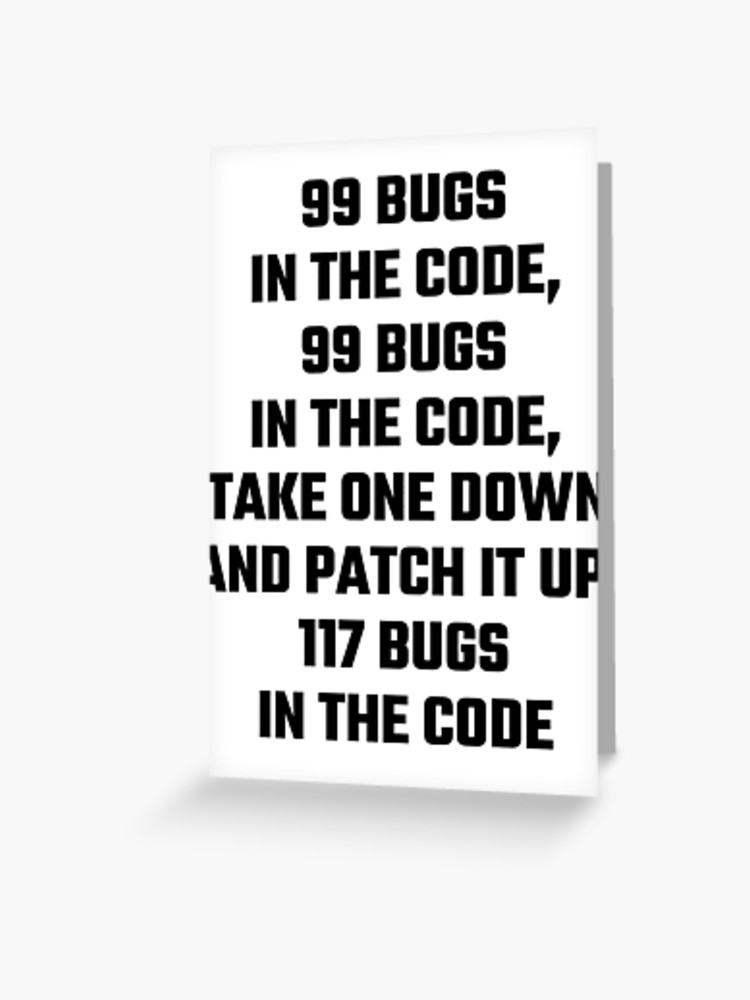 99 BUGS
IN THE CODE,
99 BUGS
IN THE CODE,
TAKE ONE DOWN
AND PATCH IT UP
117 BUGS
IN THE CODE